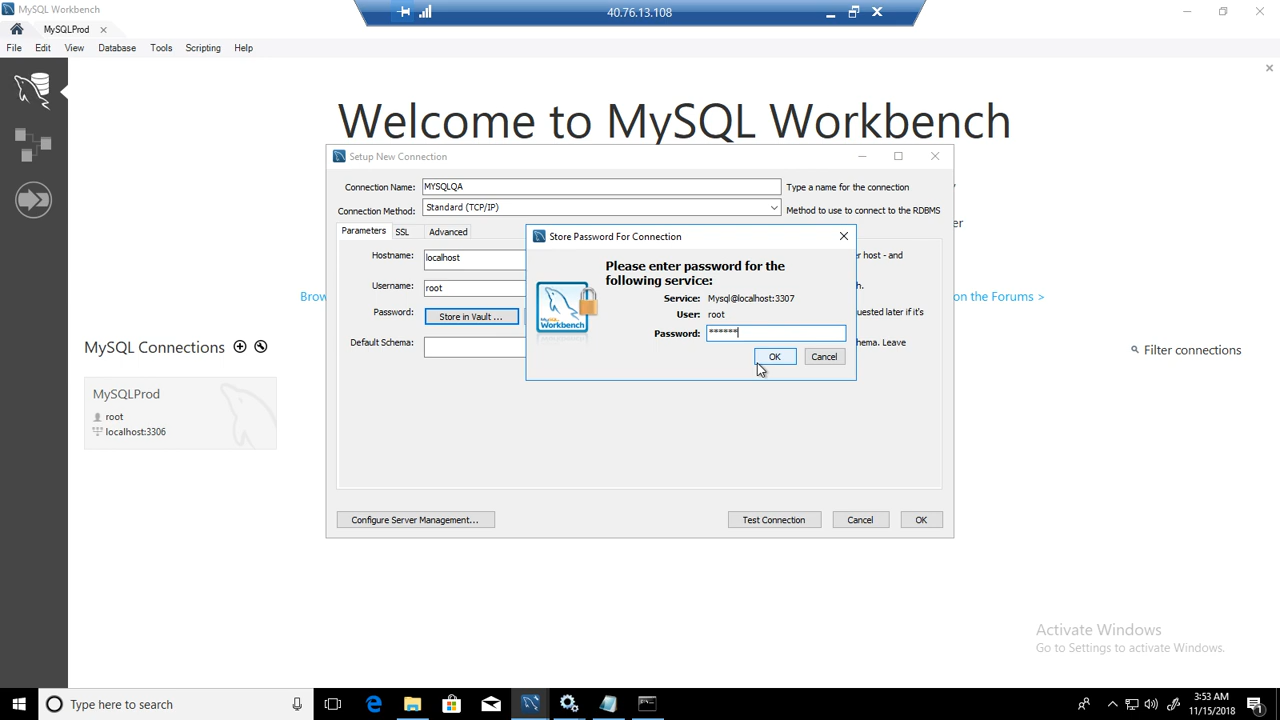 MySQL Workbench
40.76.13.108
MySQLProd
File Edit View Database Tools Scripting Help
Welcome to MySQL Workbench
Setup New Connection
Connection Name: MYSQLQA Type a name for the connection
Connection Method: Standard (TCP/IP) Method to use to connect to the RDBMS
Parameters SSL Advanced
Hostname: localhost
r host - and
Username: root
h.
Password: Store in Vault ...
uested later if it's
Default Schema:
hema. Leave
Store Password For Connection
Please enter password for the
following service:
Service: Mysql@localhost:3307
User: root
Password: ******
OK Cancel
Configure Server Management...
Test Connection Cancel OK
er
Brow
on the Forums >
MySQL Connections
Filter connections
MySQLProd
root
localhost:3306
Activate Windows
Go to Settings to activate Windows.
Type here to search
3:53 AM
11/15/2018
1